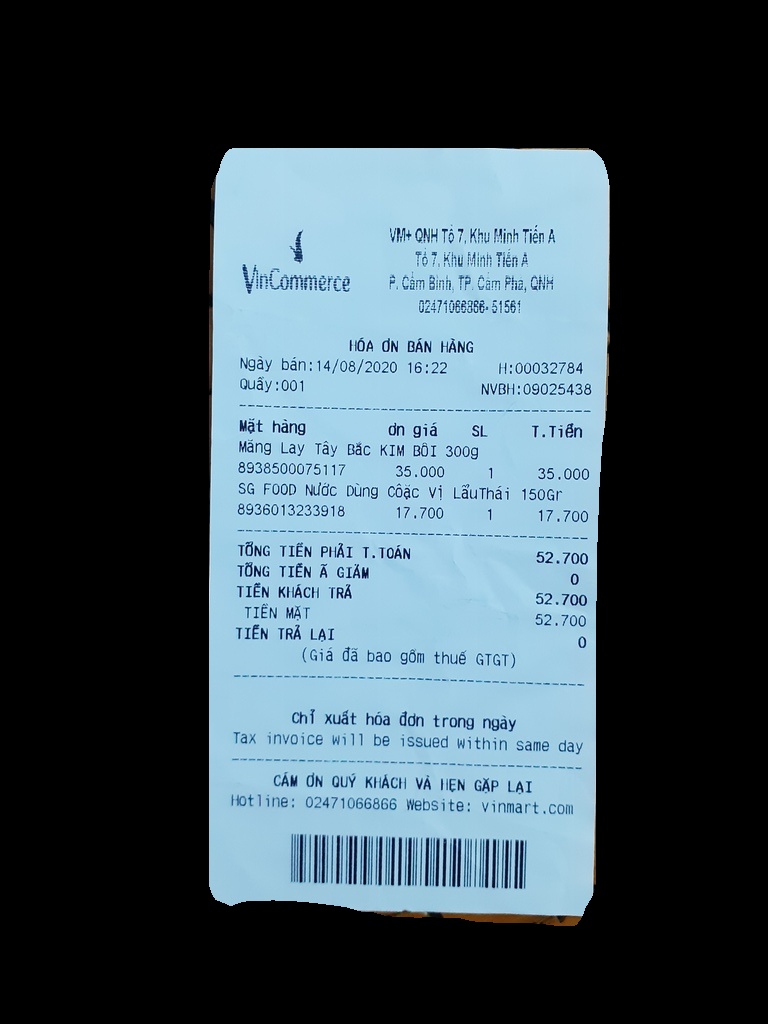 VinCommerce
VM+ QNH Tổ 7, Khu Minh Tiến A
Tổ 7, Khu Minh Tiến A
P. Cẩm Bình, TP. Cẩm Phả, QNH
02471066866-51561
HÓA ƠN BÁN HÀNG
Ngày bán:14/08/2020 16:22 H:00032784
Quầy:001 NVBH:09025438
Mặt hàng ơn giá SL T.Tiền
Măng Lay Tây Bắc KIM BÔI 300g
8938500075117 35.000 1 35.000
SG FOOD Nước Dùng Côặc Vị LẩuThái 150Gr
8936013233918 17.700 1 17.700
TỔNG TIỀN PHẢI T.TOÁN 52.700
TỔNG TIỀN Ã GIẢM 0
TIỀN KHÁCH TRẢ 52.700
TIỀN MẶT 52.700
TIỀN TRẢ LẠI 0
(Giá đã bao gồm thuế GTGT)
Chỉ xuất hóa đơn trong ngày
Tax invoice will be issued within same day
CẢM ƠN QUÝ KHÁCH VÀ HẸN GẶP LẠI
Hotline: 02471066866 Website: vinmart.com